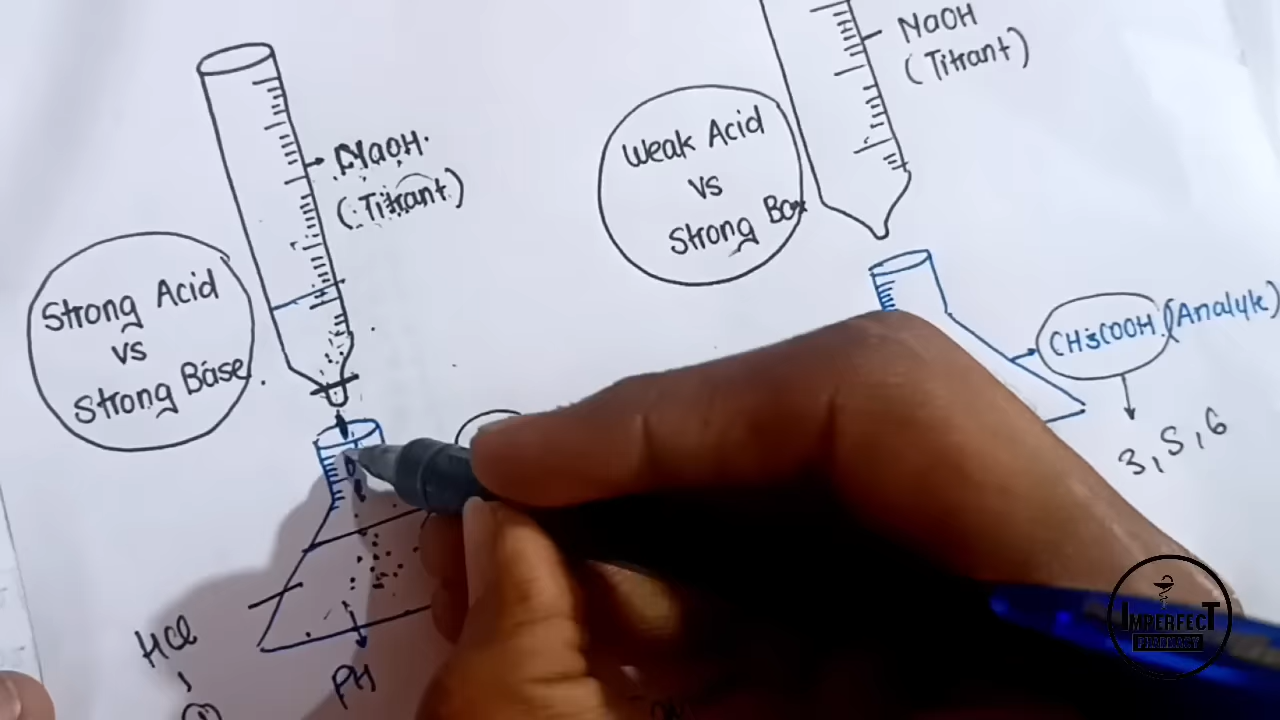 NaOH.
(Titrant)
Strong Acid
vs
Strong Base.
HCl
PH
NaOH
(Titrant)
Weak Acid
vs
Strong
CH3COOH (Analyte)
3, 5, 6
IMPERFECT
PHARMACY